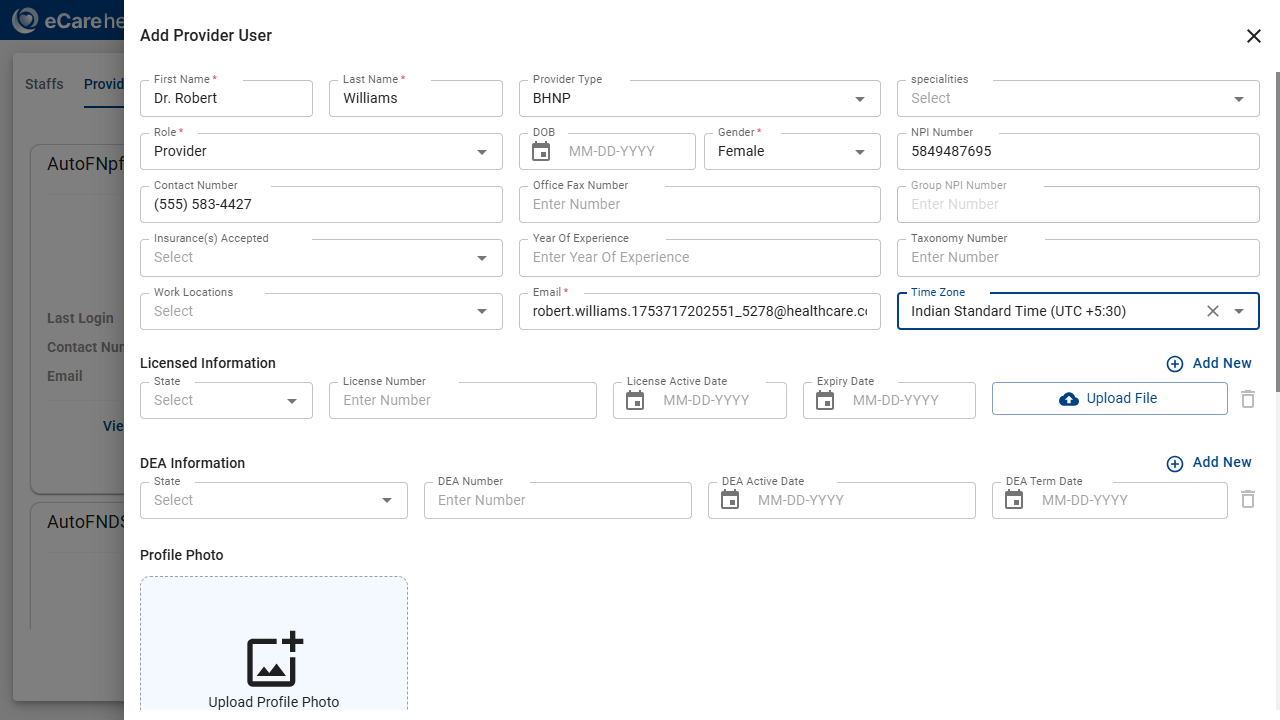 eCare he
Add Provider User
Staffs
Provid
AutoFNpf
Last Login
Contact Num
Email
Vie
AutoFNDS
First Name *
Dr. Robert
Last Name *
Williams
Provider Type
BHNP
specialities
Select
Role *
Provider
DOB
MM-DD-YYYY
Gender *
Female
NPI Number
5849487695
Contact Number
(555) 583-4427
Office Fax Number
Enter Number
Group NPI Number
Enter Number
Insurance(s) Accepted
Select
Year Of Experience
Enter Year Of Experience
Taxonomy Number
Enter Number
Work Locations
Select
Email *
robert.williams.1753717202551_5278@healthcare.co
Time Zone
Indian Standard Time (UTC +5:30)
Licensed Information
Add New
State
Select
License Number
Enter Number
License Active Date
MM-DD-YYYY
Expiry Date
MM-DD-YYYY
Upload File
DEA Information
Add New
State
Select
DEA Number
Enter Number
DEA Active Date
MM-DD-YYYY
DEA Term Date
MM-DD-YYYY
Profile Photo
Upload Profile Photo